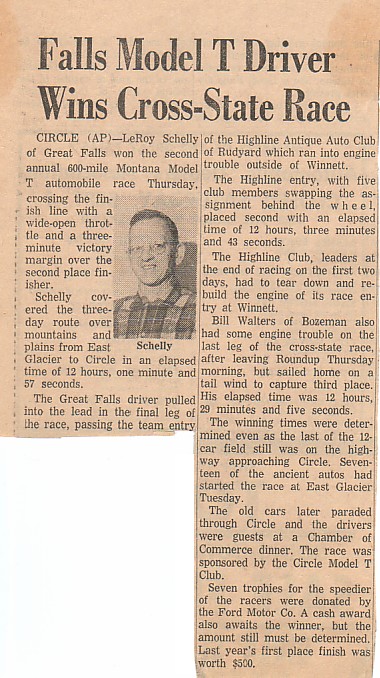 Falls Model T Driver
Wins Cross-State Race
CIRCLE (AP)—LeRoy Schelly
of Great Falls won the second
annual 600-mile Montana Model
T automobile race Thursday,
crossing the fin-
ish line with a
wide-open throt-
tle and a three-
minute victory
margin over the
second place fin-
isher.
Schelly cov-
ered the three-
day route over
mountains and
plains from East
Schelly
Glacier to Circle in an elapsed
time of 12 hours, one minute and
57 seconds.
The Great Falls driver pulled
into the lead in the final leg of
the race, passing the team entry
of the Highline Antique Auto Club
of Rudyard which ran into engine
trouble outside of Winnett.
The Highline entry, with five
club members swapping the as-
signment behind the wheel,
placed second with an elapsed
time of 12 hours, three minutes
and 43 seconds.
The Highline Club, leaders at
the end of racing on the first two
days, had to tear down and re-
build the engine of its race en-
try at Winnett.
Bill Walters of Bozeman also
had some engine trouble on the
last leg of the cross-state race,
after leaving Roundup Thursday
morning, but sailed home on a
tail wind to capture third place.
His elapsed time was 12 hours,
29 minutes and five seconds.
The winning times were deter-
mined even as the last of the 12-
car field still was on the high-
way approaching Circle. Seven-
teen of the ancient autos had
started the race at East Glacier
Tuesday.
The old cars later paraded
through Circle and the drivers
were guests at a Chamber of
Commerce dinner. The race was
sponsored by the Circle Model T
Club.
Seven trophies for the speedier
of the racers were donated by
the Ford Motor Co. A cash award
also awaits the winner, but the
amount still must be determined.
Last year's first place finish was
worth $500.